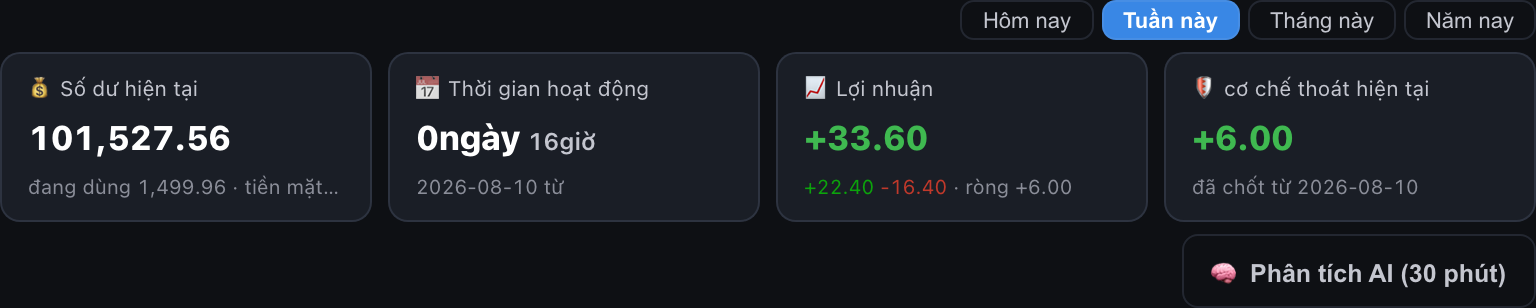 Hôm nay Tuần này Tháng này Năm nay
Số dư hiện tại
101,527.56
đang dùng 1,499.96 · tiền mặt...
17
Thời gian hoạt động
0ngày 16giờ
2026-08-10 từ
Lợi nhuận
+33.60
+22.40 -16.40 · ròng +6.00
cơ chế thoát hiện tại
+6.00
đã chốt từ 2026-08-10
Phân tích AI (30 phút)